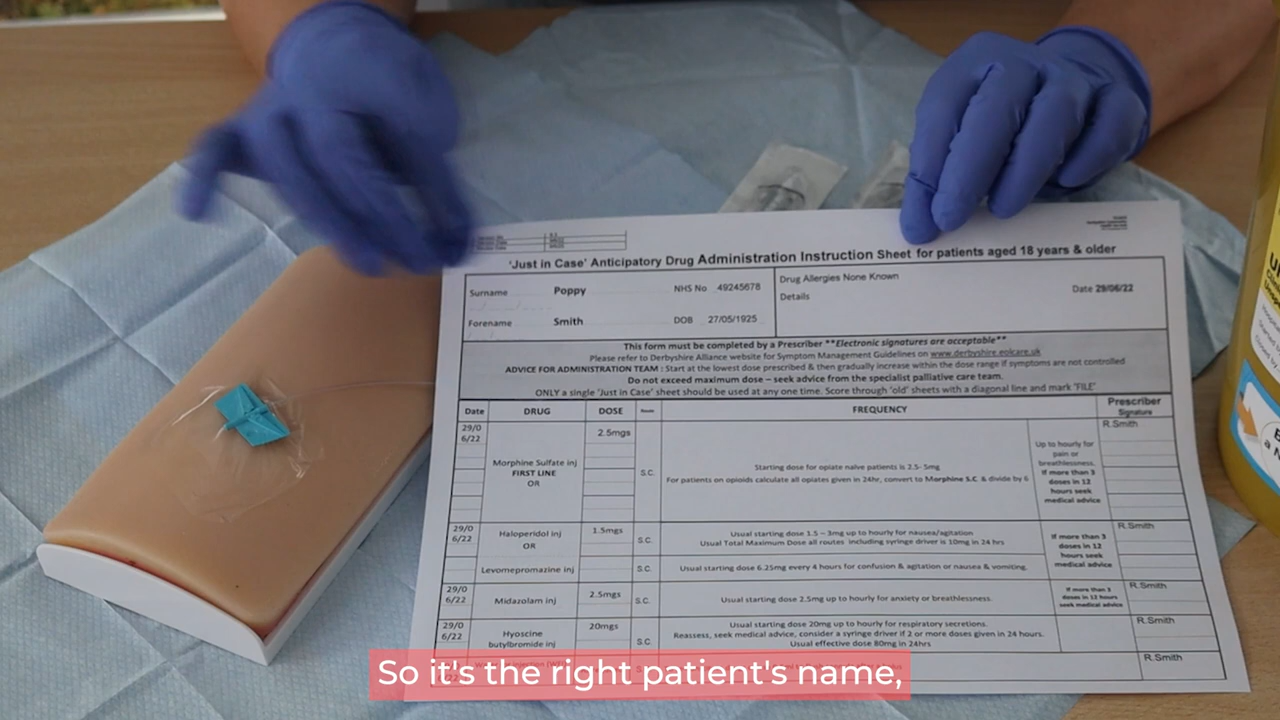 'Just in Case' Anticipatory Drug Administration Instruction Sheet for patients aged 18 years & older
Surname Poppy NHS No 49245678
Forename Smith DOB 27/05/1925
Drug Allergies None Known Date 29/06/22
Details
This form must be completed by a Prescriber **Electronic signatures are acceptable**
Please refer to Derbyshire Alliance website for Symptom Management Guidelines on www.derbyshire.eolcare.uk
ADVICE FOR ADMINISTRATION TEAM : Start at the lowest dose prescribed & then gradually increase within the dose range if symptoms are not controlled
Do not exceed maximum dose – seek advice from the specialist palliative care team.
ONLY a single 'Just in Case' sheet should be used at any one time. Score through 'old' sheets with a diagonal line and mark 'FILE'
Date DRUG DOSE FREQUENCY Prescriber
Signature
29/0
6/22
Morphine Sulfate inj
FIRST LINE
OR
2.5mgs
S.C.
Starting dose for opiate naïve patients is 2.5- 5mg
For patients on opioids calculate all opiates given in 24hr, convert to Morphine S.C & divide by 6
Up to hourly for
pain or
breathlessness.
If more than 3
doses in 12
hours seek
medical advice
R.Smith
29/0
6/22
Haloperidol inj
OR
1.5mgs
S.C.
Usual starting dose 1.5 – 3mg up to hourly for nausea/agitation
Usual Total Maximum Dose all routes including syringe driver is 10mg in 24 hrs
If more than 3
doses in 12
hours seek
medical advice
R.Smith
Levomepromazine inj
S.C.
Usual starting dose 6.25mg every 4 hours for confusion & agitation or nausea & vomiting.
29/0
6/22
Midazolam inj
2.5mgs
S.C.
Usual starting dose 2.5mg up to hourly for anxiety or breathlessness
If more than 3
doses in 12 hours
seek medical advice
R.Smith
29/0
6/22
Hyoscine
butylbromide inj
20mgs
S.C.
Usual starting dose 20mg up to hourly for respiratory secretions.
Reassess, seek medical advice, consider a syringe driver if 2 or more doses given in 24 hours.
Usual effective dose 80mg in 24hrs
R.Smith
R.Smith
So it's the right patient's name,